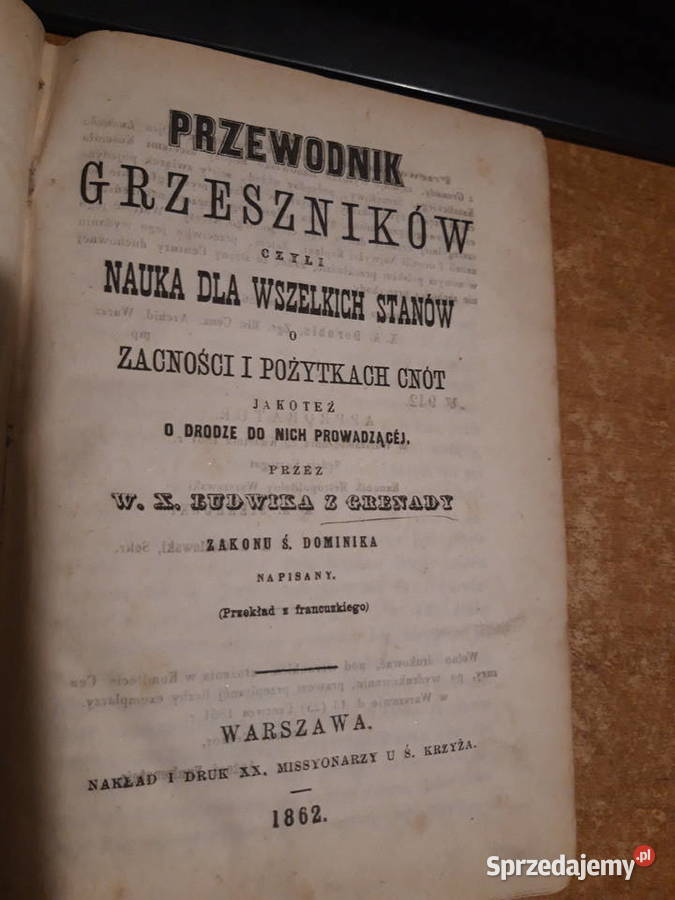 PRZEWODNIK
GRZESZNIKÓW
CZYLI
NAUKA DLA WSZELKICH STANÓW
O
ZACNOŚCI I POŻYTKACH CNÓT
JAKOTEŻ
O DRODZE DO NICH PROWADZĄCÉJ,
PRZEZ
W. X. LUDWIKA Z GRENADY
ZAKONU Ś. DOMINIKA
NAPISANY.
(Przekład z francuzkiego)
WARSZAWA.
NAKŁAD I DRUK XX. MISSYONARZY U Ś. KRZYŻA.
1862.
Sprzedajemy.pl